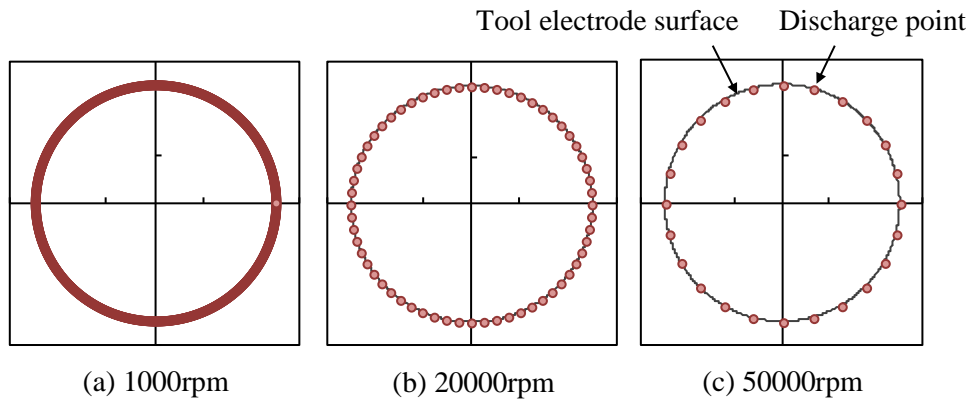 Tool electrode surface
Discharge point
(a) 1000rpm
(b) 20000rpm
(c) 50000rpm